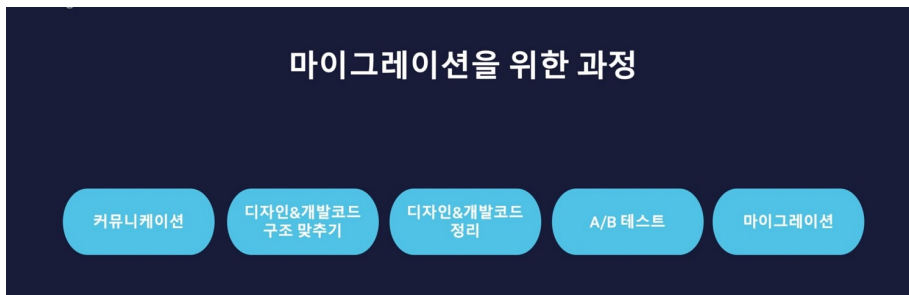 마이그레이션을 위한 과정
커뮤니케이션
디자인&개발코드
구조 맞추기
디자인&개발코드
정리
A/B 테스트
마이그레이션